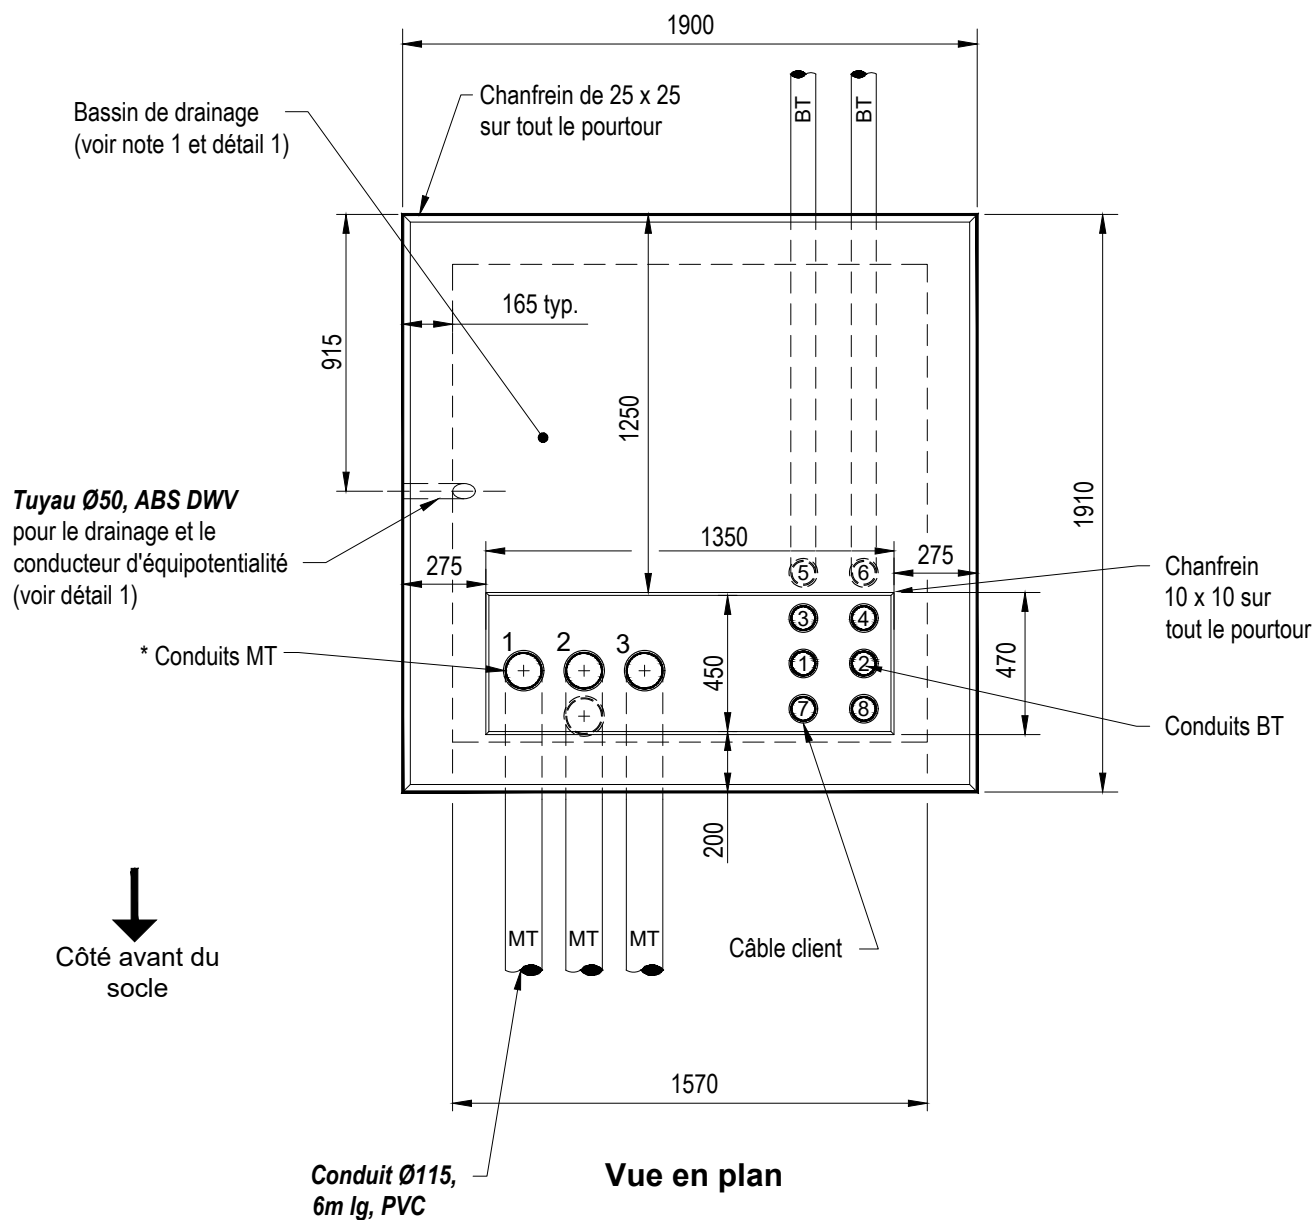 1900
Bassin de drainage
(voir note 1 et détail 1)
Chanfrein de 25 x 25
sur tout le pourtour
BT
BT
165 typ.
915
1250
1910
Tuyau Ø50, ABS DWV
pour le drainage et le
conducteur d'équipotentialité
(voir détail 1)
1350
275
275
Chanfrein
10 x 10 sur
tout le pourtour
5
6
3
4
* Conduits MT
1
2
3
450
1
2
470
7
8
Conduits BT
200
MT
MT
MT
Câble client
Côté avant du
socle
1570
Conduit Ø115,
6m lg, PVC
Vue en plan